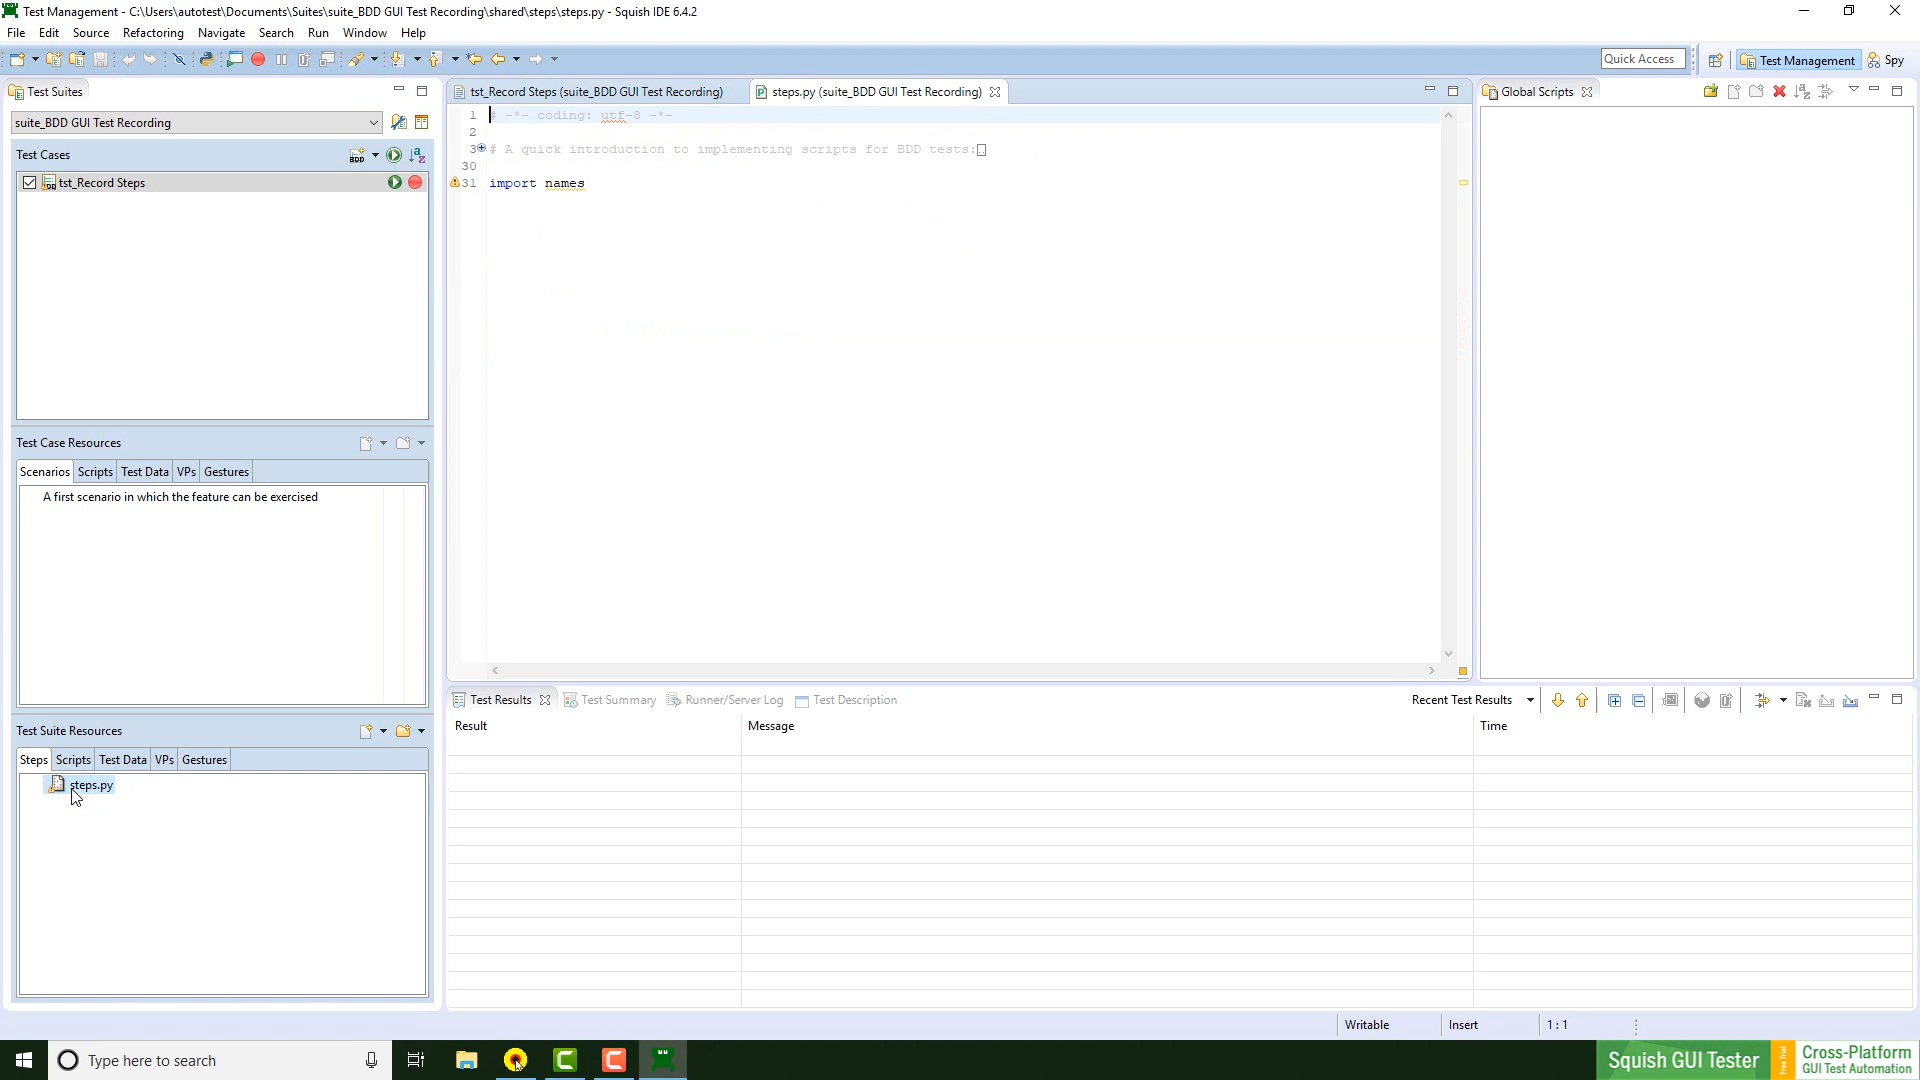 Test Management - C:\Users\autotest\Documents\Suites\suite_BDD GUI Test Recording\shared\steps\steps.py - Squish IDE 6.4.2
File Edit Source Refactoring Navigate Search Run Window Help
Quick Access Test Management Spy
Test Suites
suite_BDD GUI Test Recording
Test Cases
BDD
tst_Record Steps
Test Case Resources
Scenarios Scripts Test Data VPs Gestures
A first scenario in which the feature can be exercised
Test Suite Resources
Steps Scripts Test Data VPs Gestures
steps.py
tst_Record Steps (suite_BDD GUI Test Recording) steps.py (suite_BDD GUI Test Recording)
1 # -*- coding: utf-8 -*-
2
3 # A quick introduction to implementing scripts for BDD tests:
30
31 import names
Global Scripts
Test Results Test Summary Runner/Server Log Test Description Recent Test Results
Result Message Time
Writable Insert 1 : 1
Type here to search
Squish GUI Tester
Free Trial
Cross-Platform
GUI Test Automation